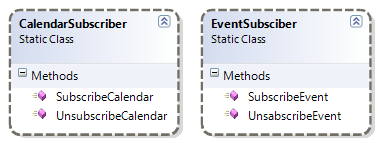 CalendarSubscriber
Static Class
Methods
SubscribeCalendar
UnsubscribeCalendar
EventSubsciber
Static Class
Methods
SubscribeEvent
UnsabscribeEvent